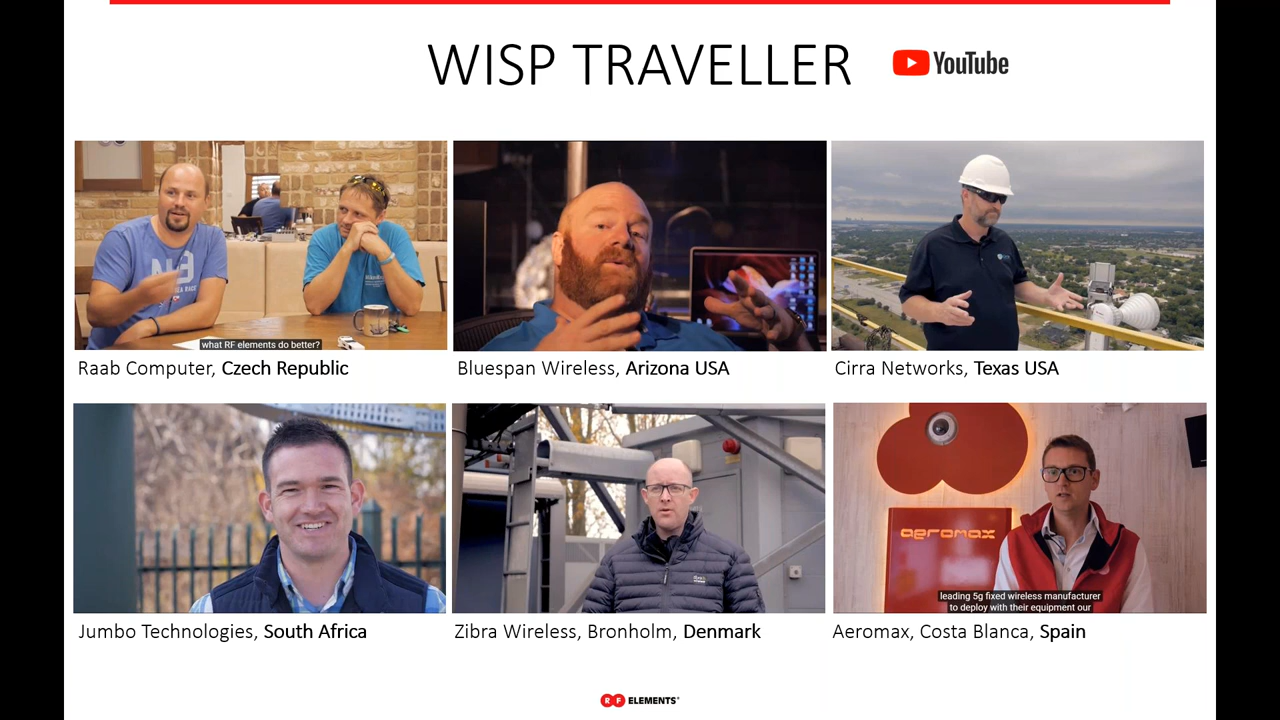 WISP TRAVELLER
YouTube
what RF elements do better?
Raab Computer, Czech Republic
Bluespan Wireless, Arizona USA
Cirra Networks, Texas USA
aeromax
leading 5g fixed wireless manufacturer
to deploy with their equipment our
Jumbo Technologies, South Africa
Zibra Wireless, Bronholm, Denmark
Aeromax, Costa Blanca, Spain
RF ELEMENTS